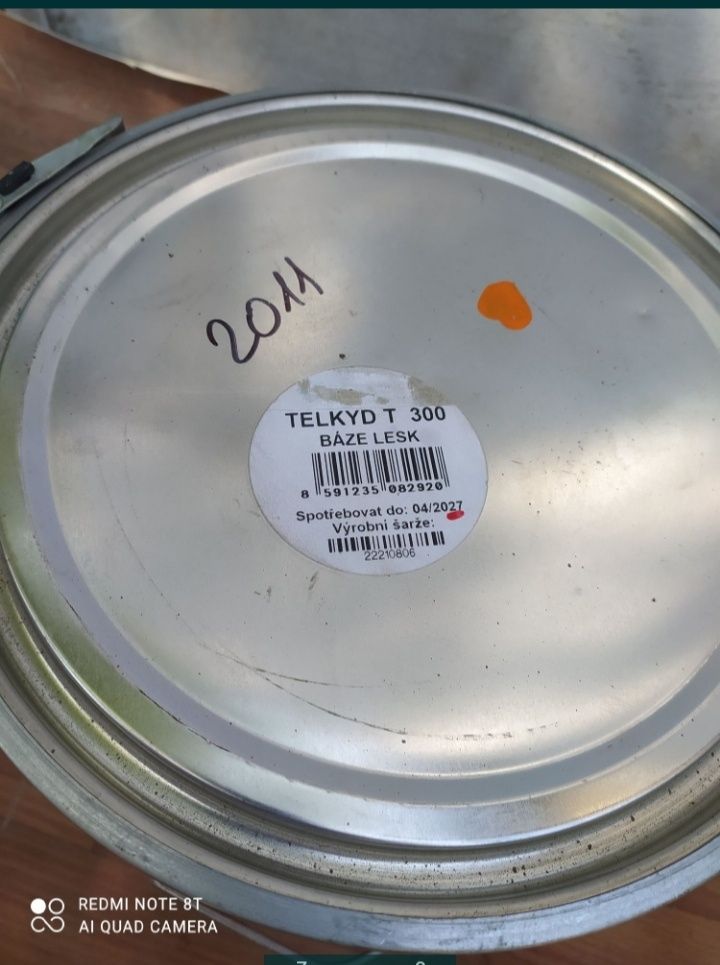 2011
TELKYD T 300
BÁZE LESK
8 591235 082920
Spotřebovat do: 04/2027
Výrobní šarže:
22210806
REDMI NOTE 8T
AI QUAD CAMERA